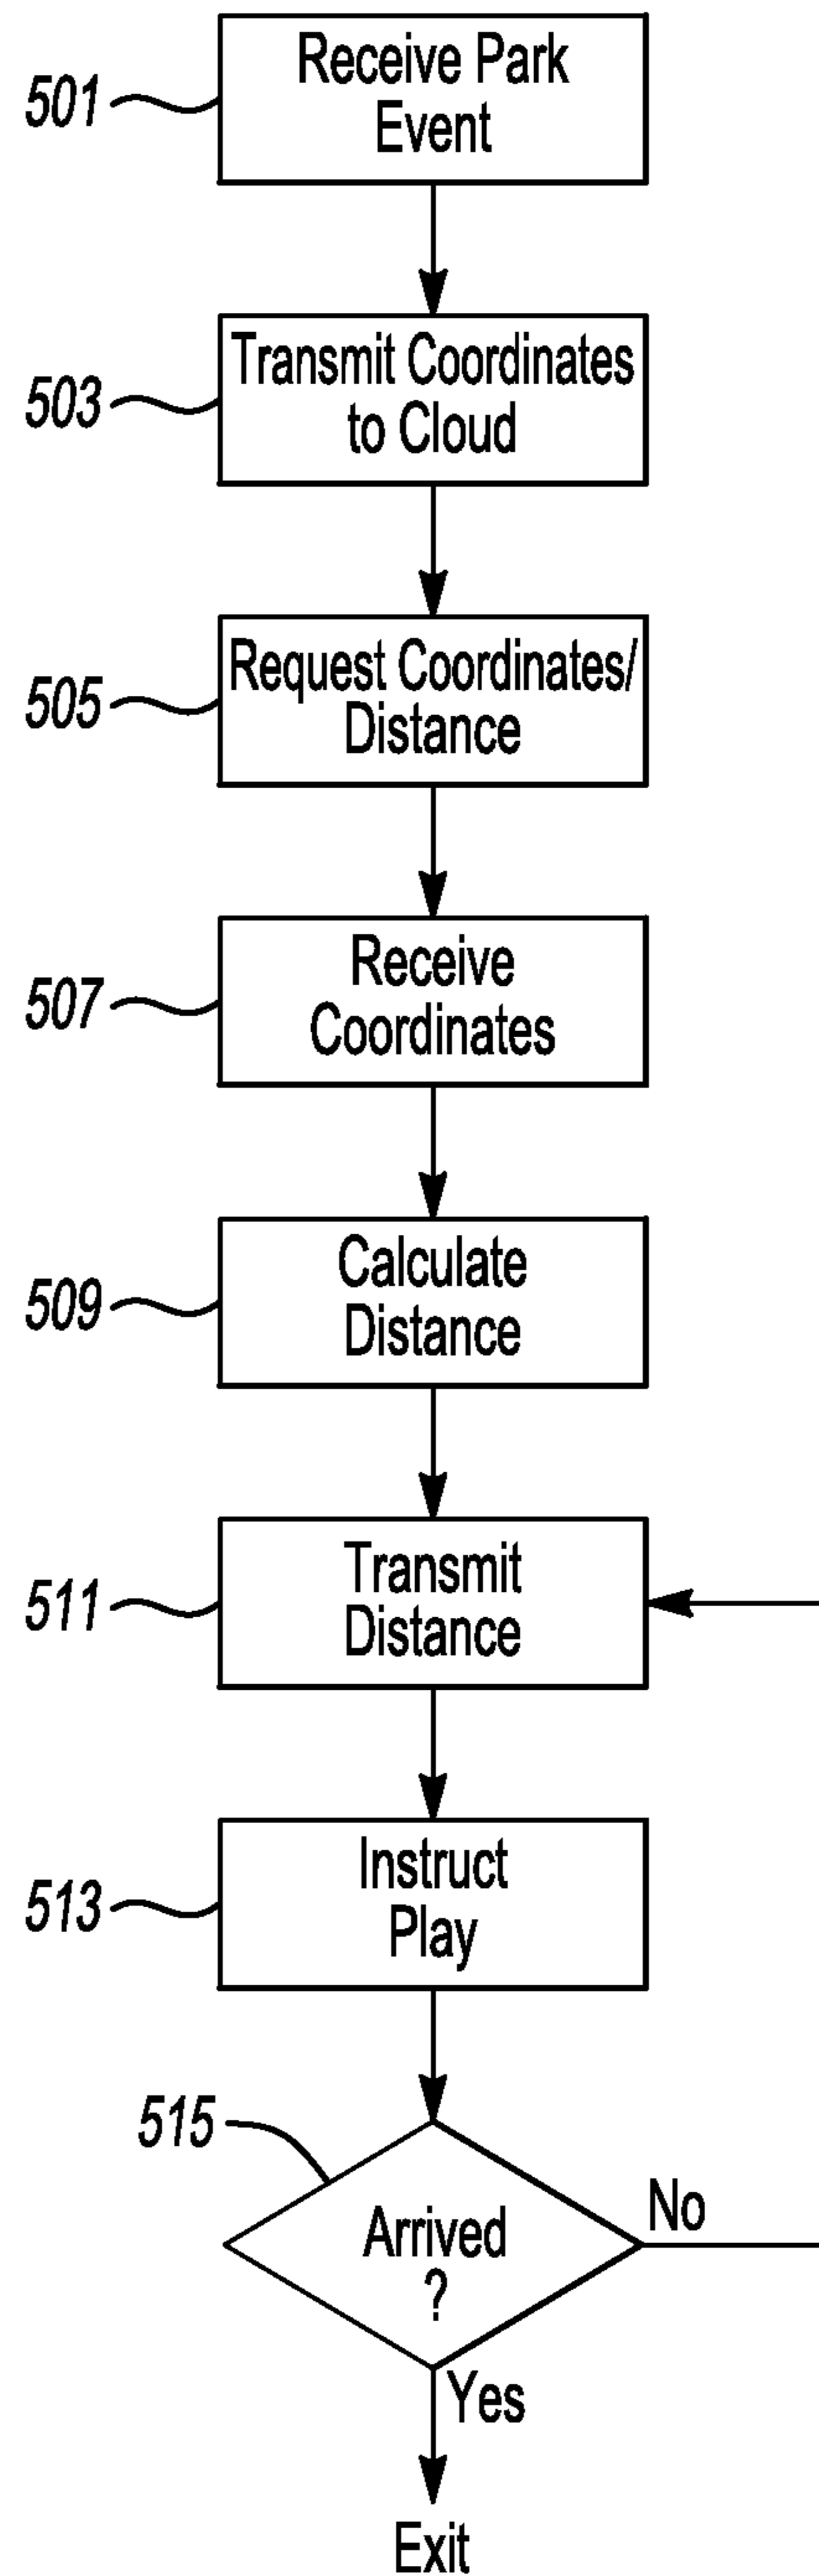 501
Receive Park
Event
503
Transmit Coordinates
to Cloud
505
Request Coordinates/
Distance
507
Receive
Coordinates
509
Calculate
Distance
511
Transmit
Distance
513
Instruct
Play
515
Arrived
?
No
Yes
Exit